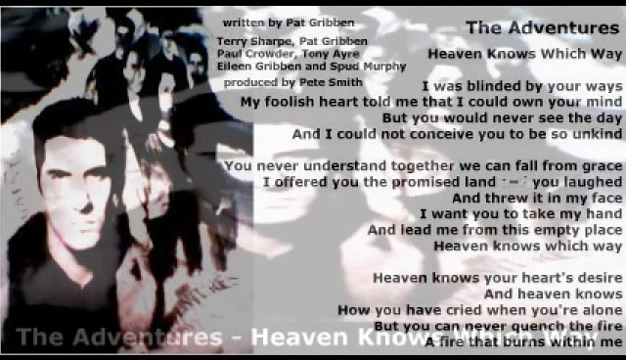 written by Pat Gribben
Terry Sharpe, Pat Gribben
Paul Crowder, Tony Ayre
Eileen Gribben and Spud Murphy
produced by Pete Smith
The Adventures
Heaven Knows Which Way
I was blinded by your ways
My foolish heart told me that I could own your mind
But you would never see the day
And I could not conceive you to be so unkind
You never understand together we can fall from grace
I offered you the promised land you laughed
And threw it in my face
I want you to take my hand
And lead me from this empty place
Heaven knows which way
Heaven knows your heart's desire
And heaven knows
How you have cried when you're alone
But you can never quench the fire
A fire that burns within me
The Adventures - Heaven Knows Which Way